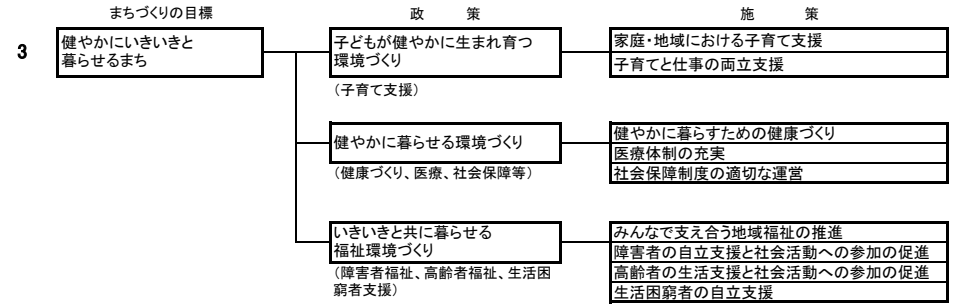 まちづくりの目標　政　策　施　策
3
健やかにいきいきと
暮らせるまち
子どもが健やかに生まれ育つ
環境づくり
（子育て支援）
家庭・地域における子育て支援
子育てと仕事の両立支援
健やかに暮らせる環境づくり
（健康づくり、医療、社会保障等）
健やかに暮らすための健康づくり
医療体制の充実
社会保障制度の適切な運営
いきいきと共に暮らせる
福祉環境づくり
（障害者福祉、高齢者福祉、生活困
窮者支援）
みんなで支え合う地域福祉の推進
障害者の自立支援と社会活動への参加の促進
高齢者の生活支援と社会活動への参加の促進
生活困窮者の自立支援